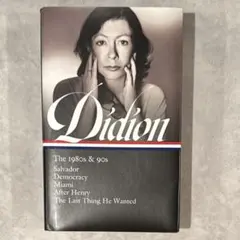 Didion
The 1980s & 90s
Salvador
Democracy
Miami
After Henry
The Last Thing He Wanted